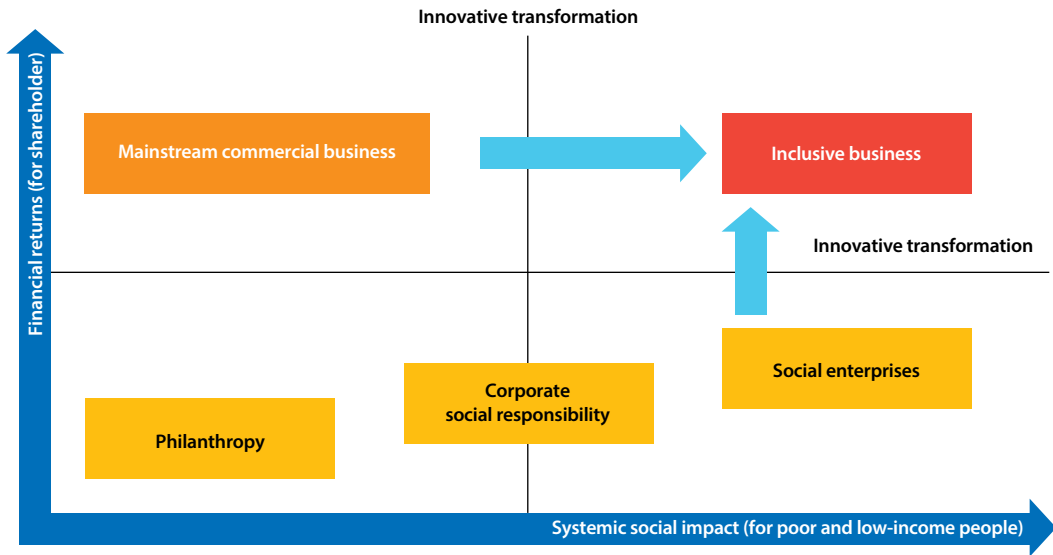 Innovative transformation
Financial returns (for shareholder)
Mainstream commercial business
Inclusive business
Innovative transformation
Social enterprises
Corporate
social responsibility
Philanthropy
Systemic social impact (for poor and low-income people)